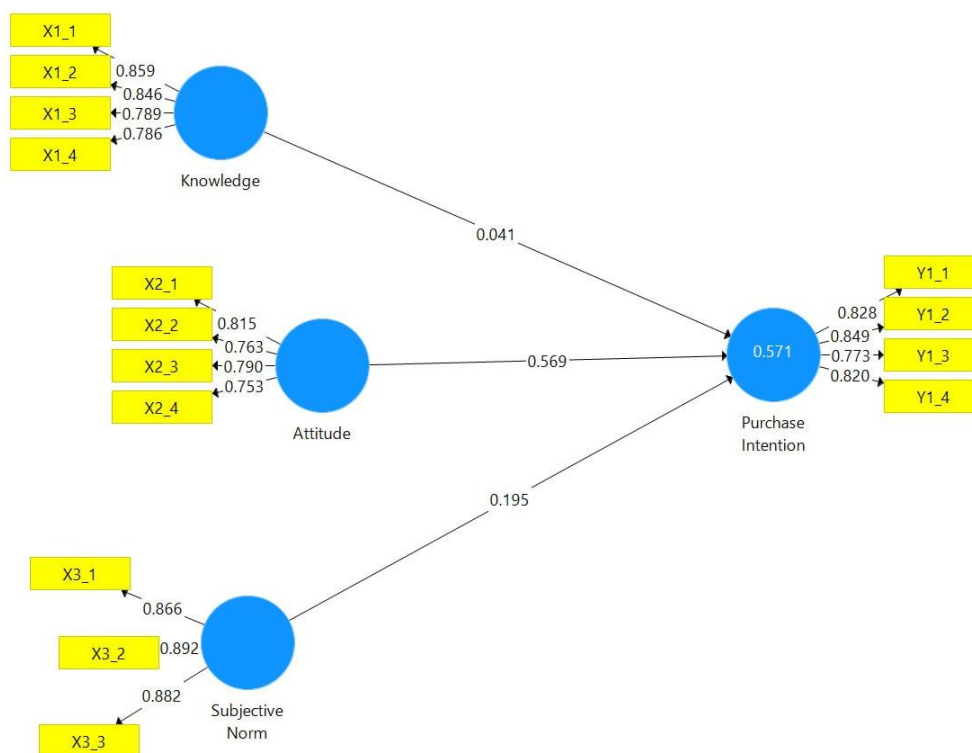 X1_1
0.859
X1_2
0.846
X1_3
0.789
X1_4
0.786
Knowledge
0.041
X2_1
0.815
X2_2
0.763
X2_3
0.790
X2_4
0.753
Attitude
0.569
X3_1
0.866
X3_2
0.892
X3_3
0.882
Subjective
Norm
0.195
0.571
Purchase
Intention
Y1_1
0.828
Y1_2
0.849
Y1_3
0.773
Y1_4
0.820